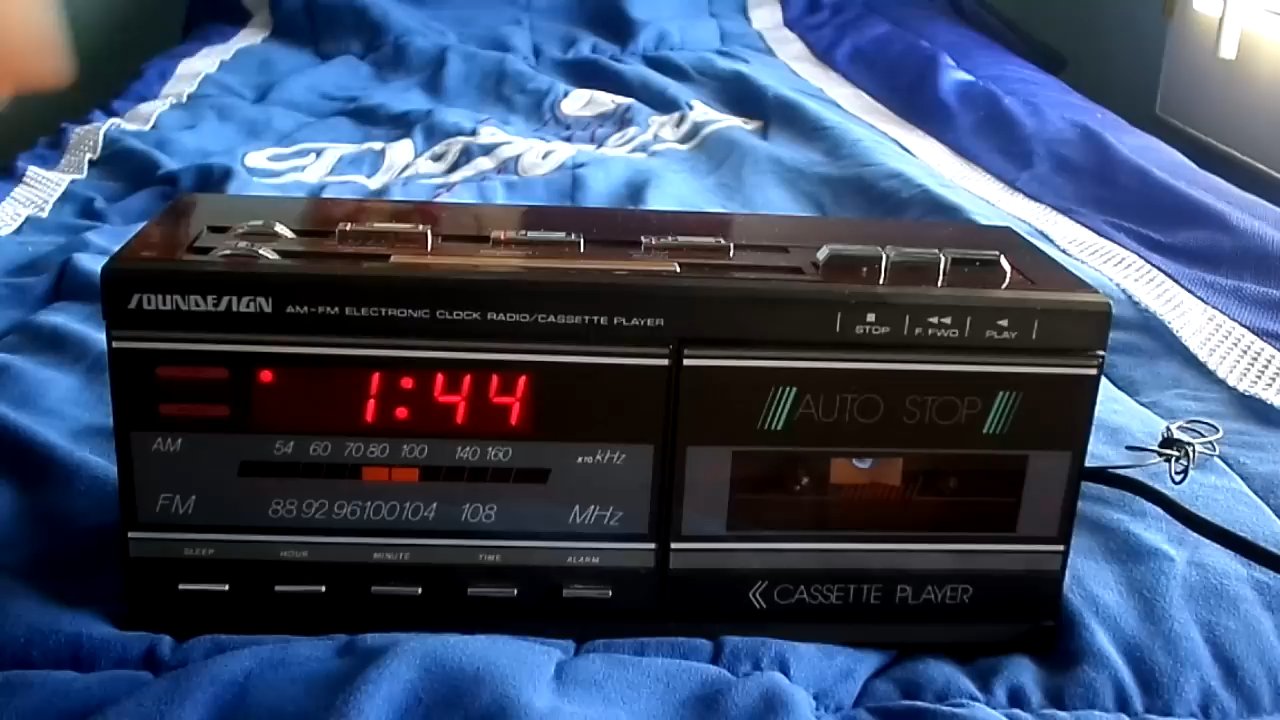 SOUNDESIGN AM-FM ELECTRONIC CLOCK RADIO/CASSETTE PLAYER
STOP F. FWD PLAY
1:44
AUTO STOP
AM 54 60 70 80 100 140 160 x10 kHz
FM 88 92 96 100 104 108 MHz
SLEEP HOUR MINUTE TIME ALARM
CASSETTE PLAYER